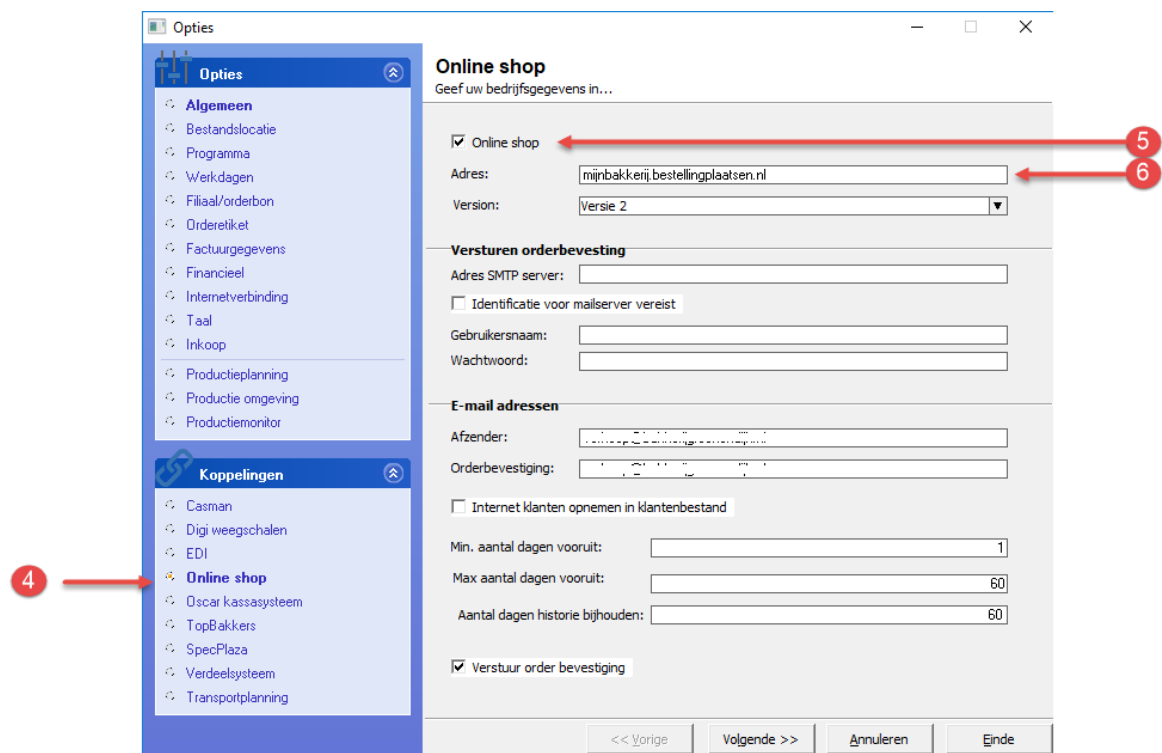 Opties
Opties
Algemeen
Bestandslocatie
Programma
Werkdagen
Filiaal/orderbon
Orderetiket
Factuurgegevens
Financieel
Internetverbinding
Taal
Inkoop
Productieplanning
Productie omgeving
Productiemonitor
Koppelingen
Casman
Digi weegschalen
EDI
4
Online shop
Oscar kassasysteem
TopBakkers
SpecPlaza
Verdeelsysteem
Transportplanning
Online shop
Geef uw bedrijfsgegevens in...
Online shop 5
Adres: mijnbakkerij.bestellingplaatsen.nl 6
Version: Versie 2
Versturen orderbevesting
Adres SMTP server:
Identificatie voor mailserver vereist
Gebruikersnaam:
Wachtwoord:
E-mail adressen
Afzender:
Orderbevestiging:
Internet klanten opnemen in klantenbestand
Min. aantal dagen vooruit: 1
Max aantal dagen vooruit: 60
Aantal dagen historie bijhouden: 60
Verstuur order bevestiging
<< Vorige Volgende >> Annuleren Einde